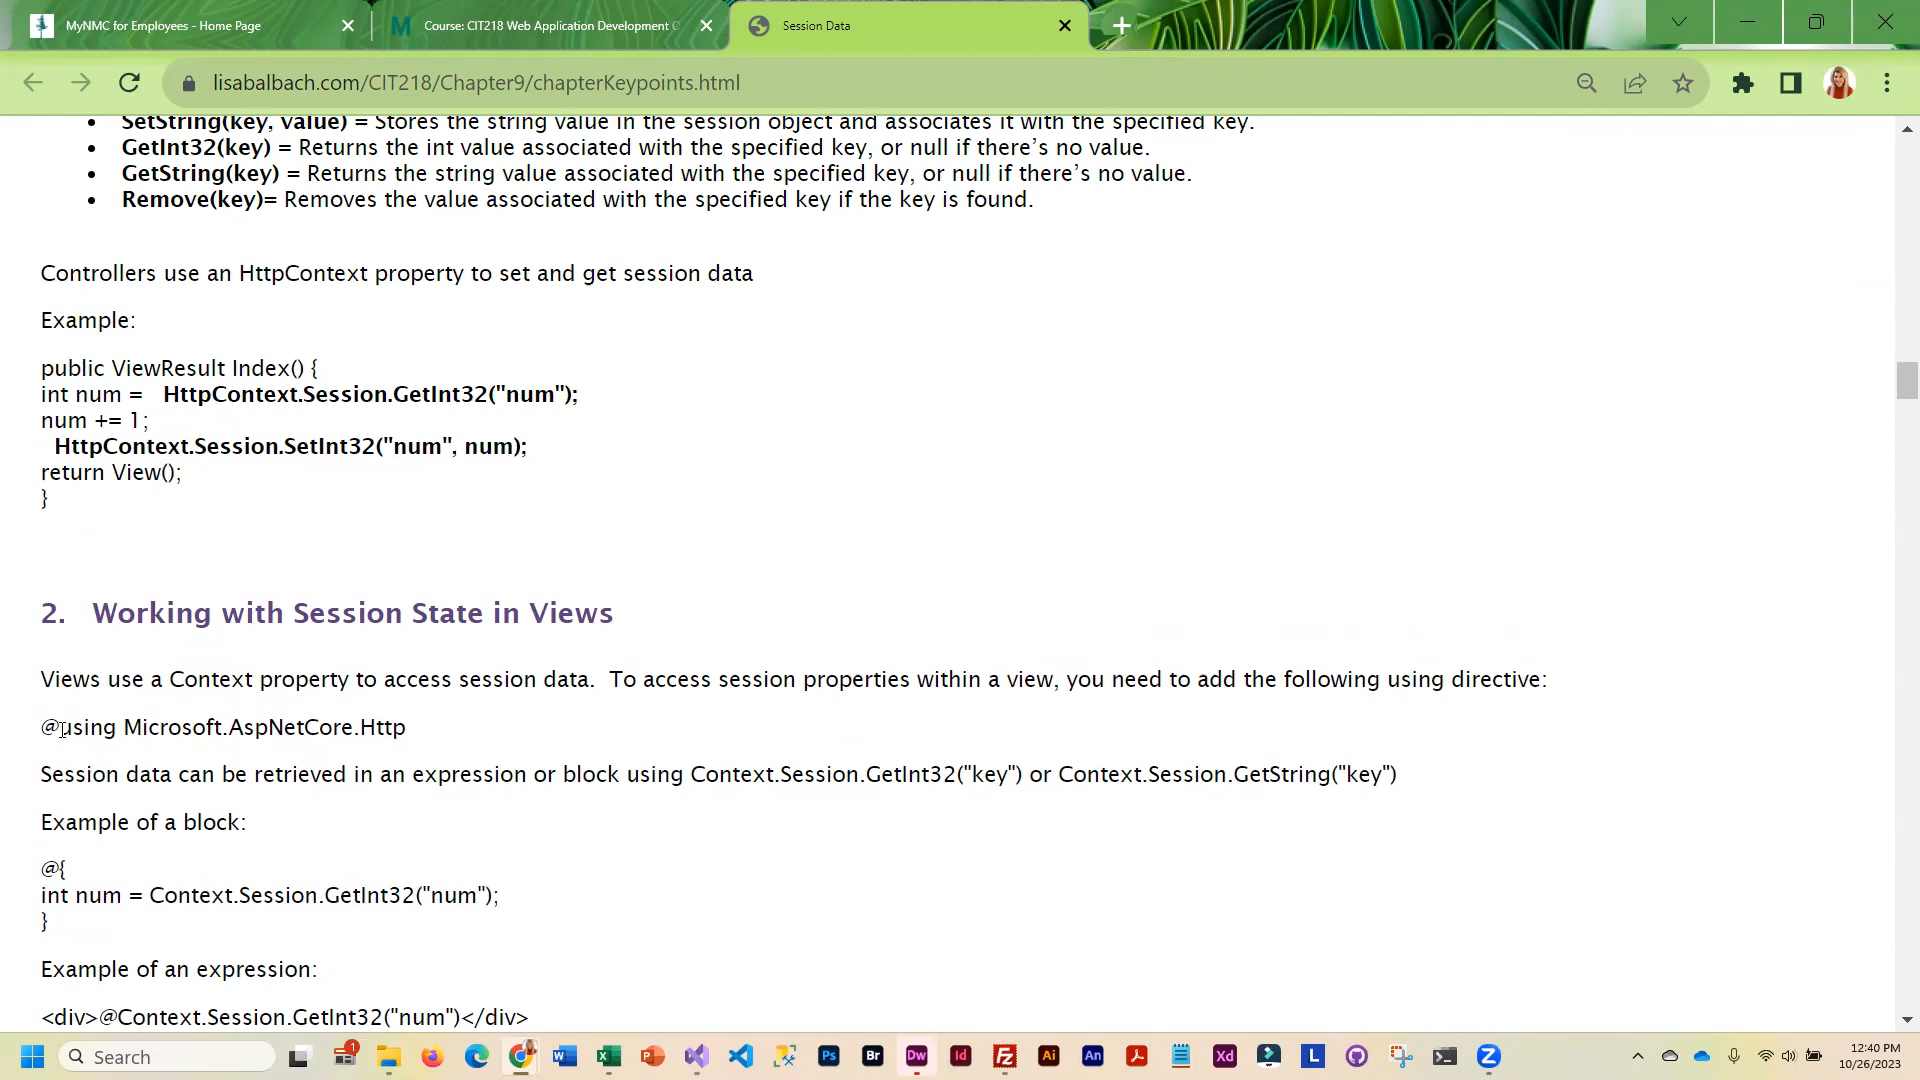 MyNMC for Employees - Home Page
Course: CIT218 Web Application Development C
Session Data
lisabalbach.com/CIT218/Chapter9/chapterKeypoints.html
• SetString(key, value) = Stores the string value in the session object and associates it with the specified key.
• GetInt32(key) = Returns the int value associated with the specified key, or null if there’s no value.
• GetString(key) = Returns the string value associated with the specified key, or null if there’s no value.
• Remove(key)= Removes the value associated with the specified key if the key is found.
Controllers use an HttpContext property to set and get session data
Example:
public ViewResult Index() {
int num = HttpContext.Session.GetInt32("num");
num += 1;
HttpContext.Session.SetInt32("num", num);
return View();
}
2. Working with Session State in Views
Views use a Context property to access session data. To access session properties within a view, you need to add the following using directive:
@using Microsoft.AspNetCore.Http
Session data can be retrieved in an expression or block using Context.Session.GetInt32("key") or Context.Session.GetString("key")
Example of a block:
@{
int num = Context.Session.GetInt32("num");
}
Example of an expression:
<div>@Context.Session.GetInt32("num")</div>
Search
1
Ps
Br
Dw
Id
Fz
Ai
An
Xd
L
12:40 PM
10/26/2023